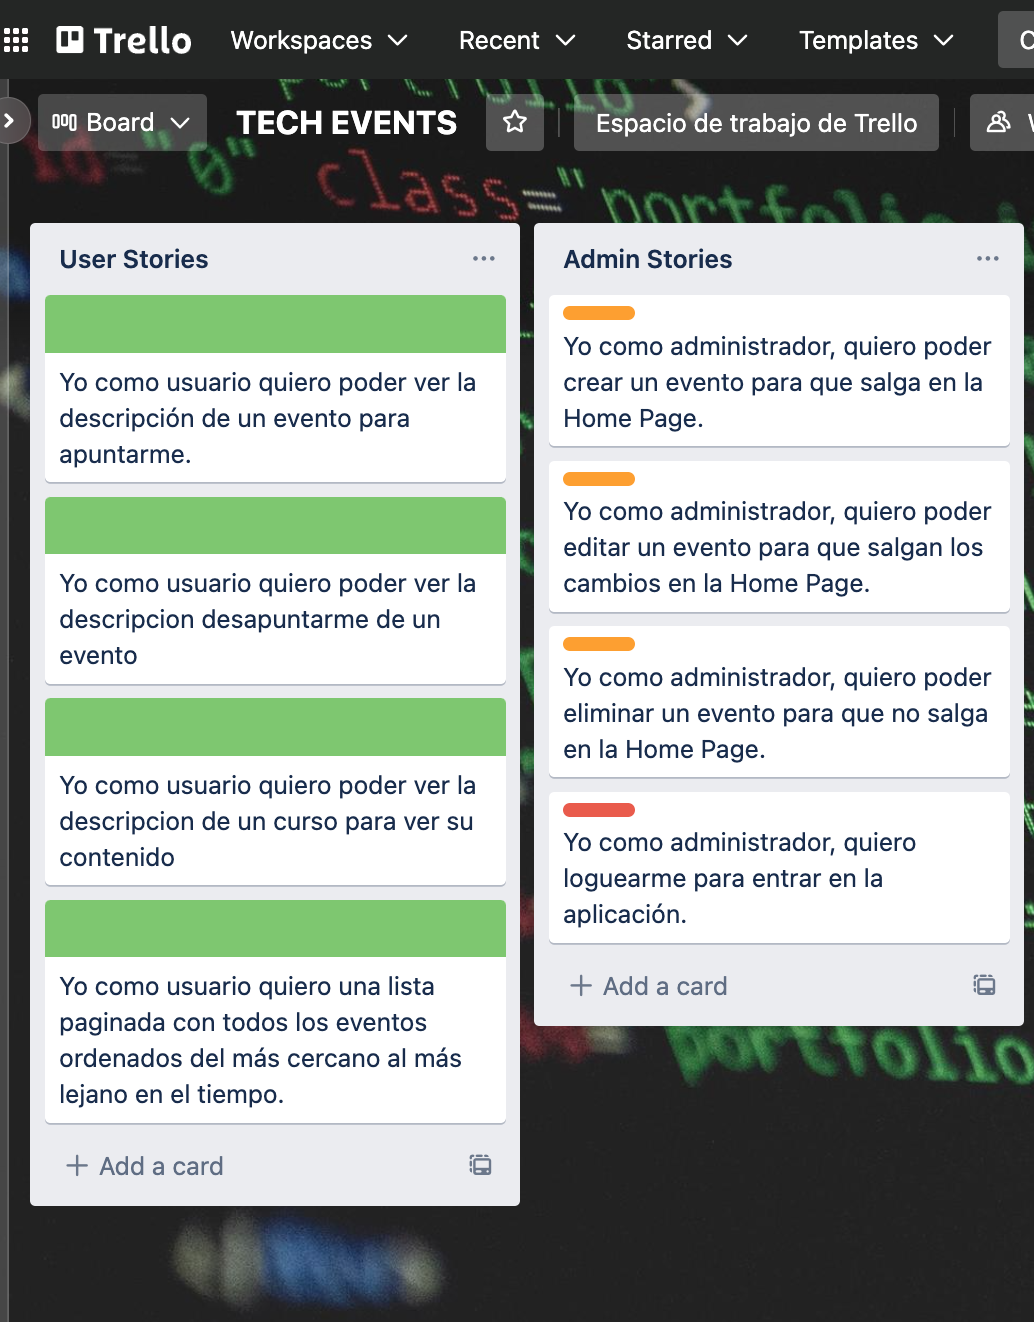 Trello Workspaces Recent Starred Templates
Board TECH EVENTS Espacio de trabajo de Trello
id="0"
class="portfolio
User Stories
Yo como usuario quiero poder ver la
descripción de un evento para
apuntarme.
Yo como usuario quiero poder ver la
descripcion desapuntarme de un
evento
Yo como usuario quiero poder ver la
descripcion de un curso para ver su
contenido
Yo como usuario quiero una lista
paginada con todos los eventos
ordenados del más cercano al más
lejano en el tiempo.
Add a card
Admin Stories
Yo como administrador, quiero poder
crear un evento para que salga en la
Home Page.
Yo como administrador, quiero poder
editar un evento para que salgan los
cambios en la Home Page.
Yo como administrador, quiero poder
eliminar un evento para que no salga
en la Home Page.
Yo como administrador, quiero
loguearme para entrar en la
aplicación.
Add a card
portfolio